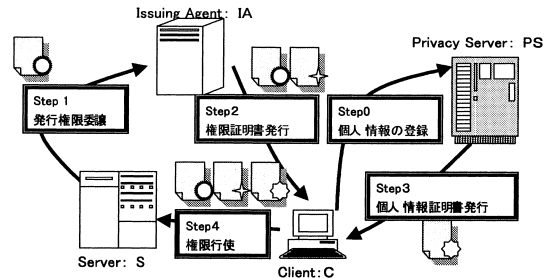 Issuing Agent: IA
Privacy Server: PS
Step 1
発行権限委譲
Step2
権限証明書発行
Step0
個人 情報の登録
Step3
個人 情報証明書発行
Step4
権限行使
Server: S
Client:C